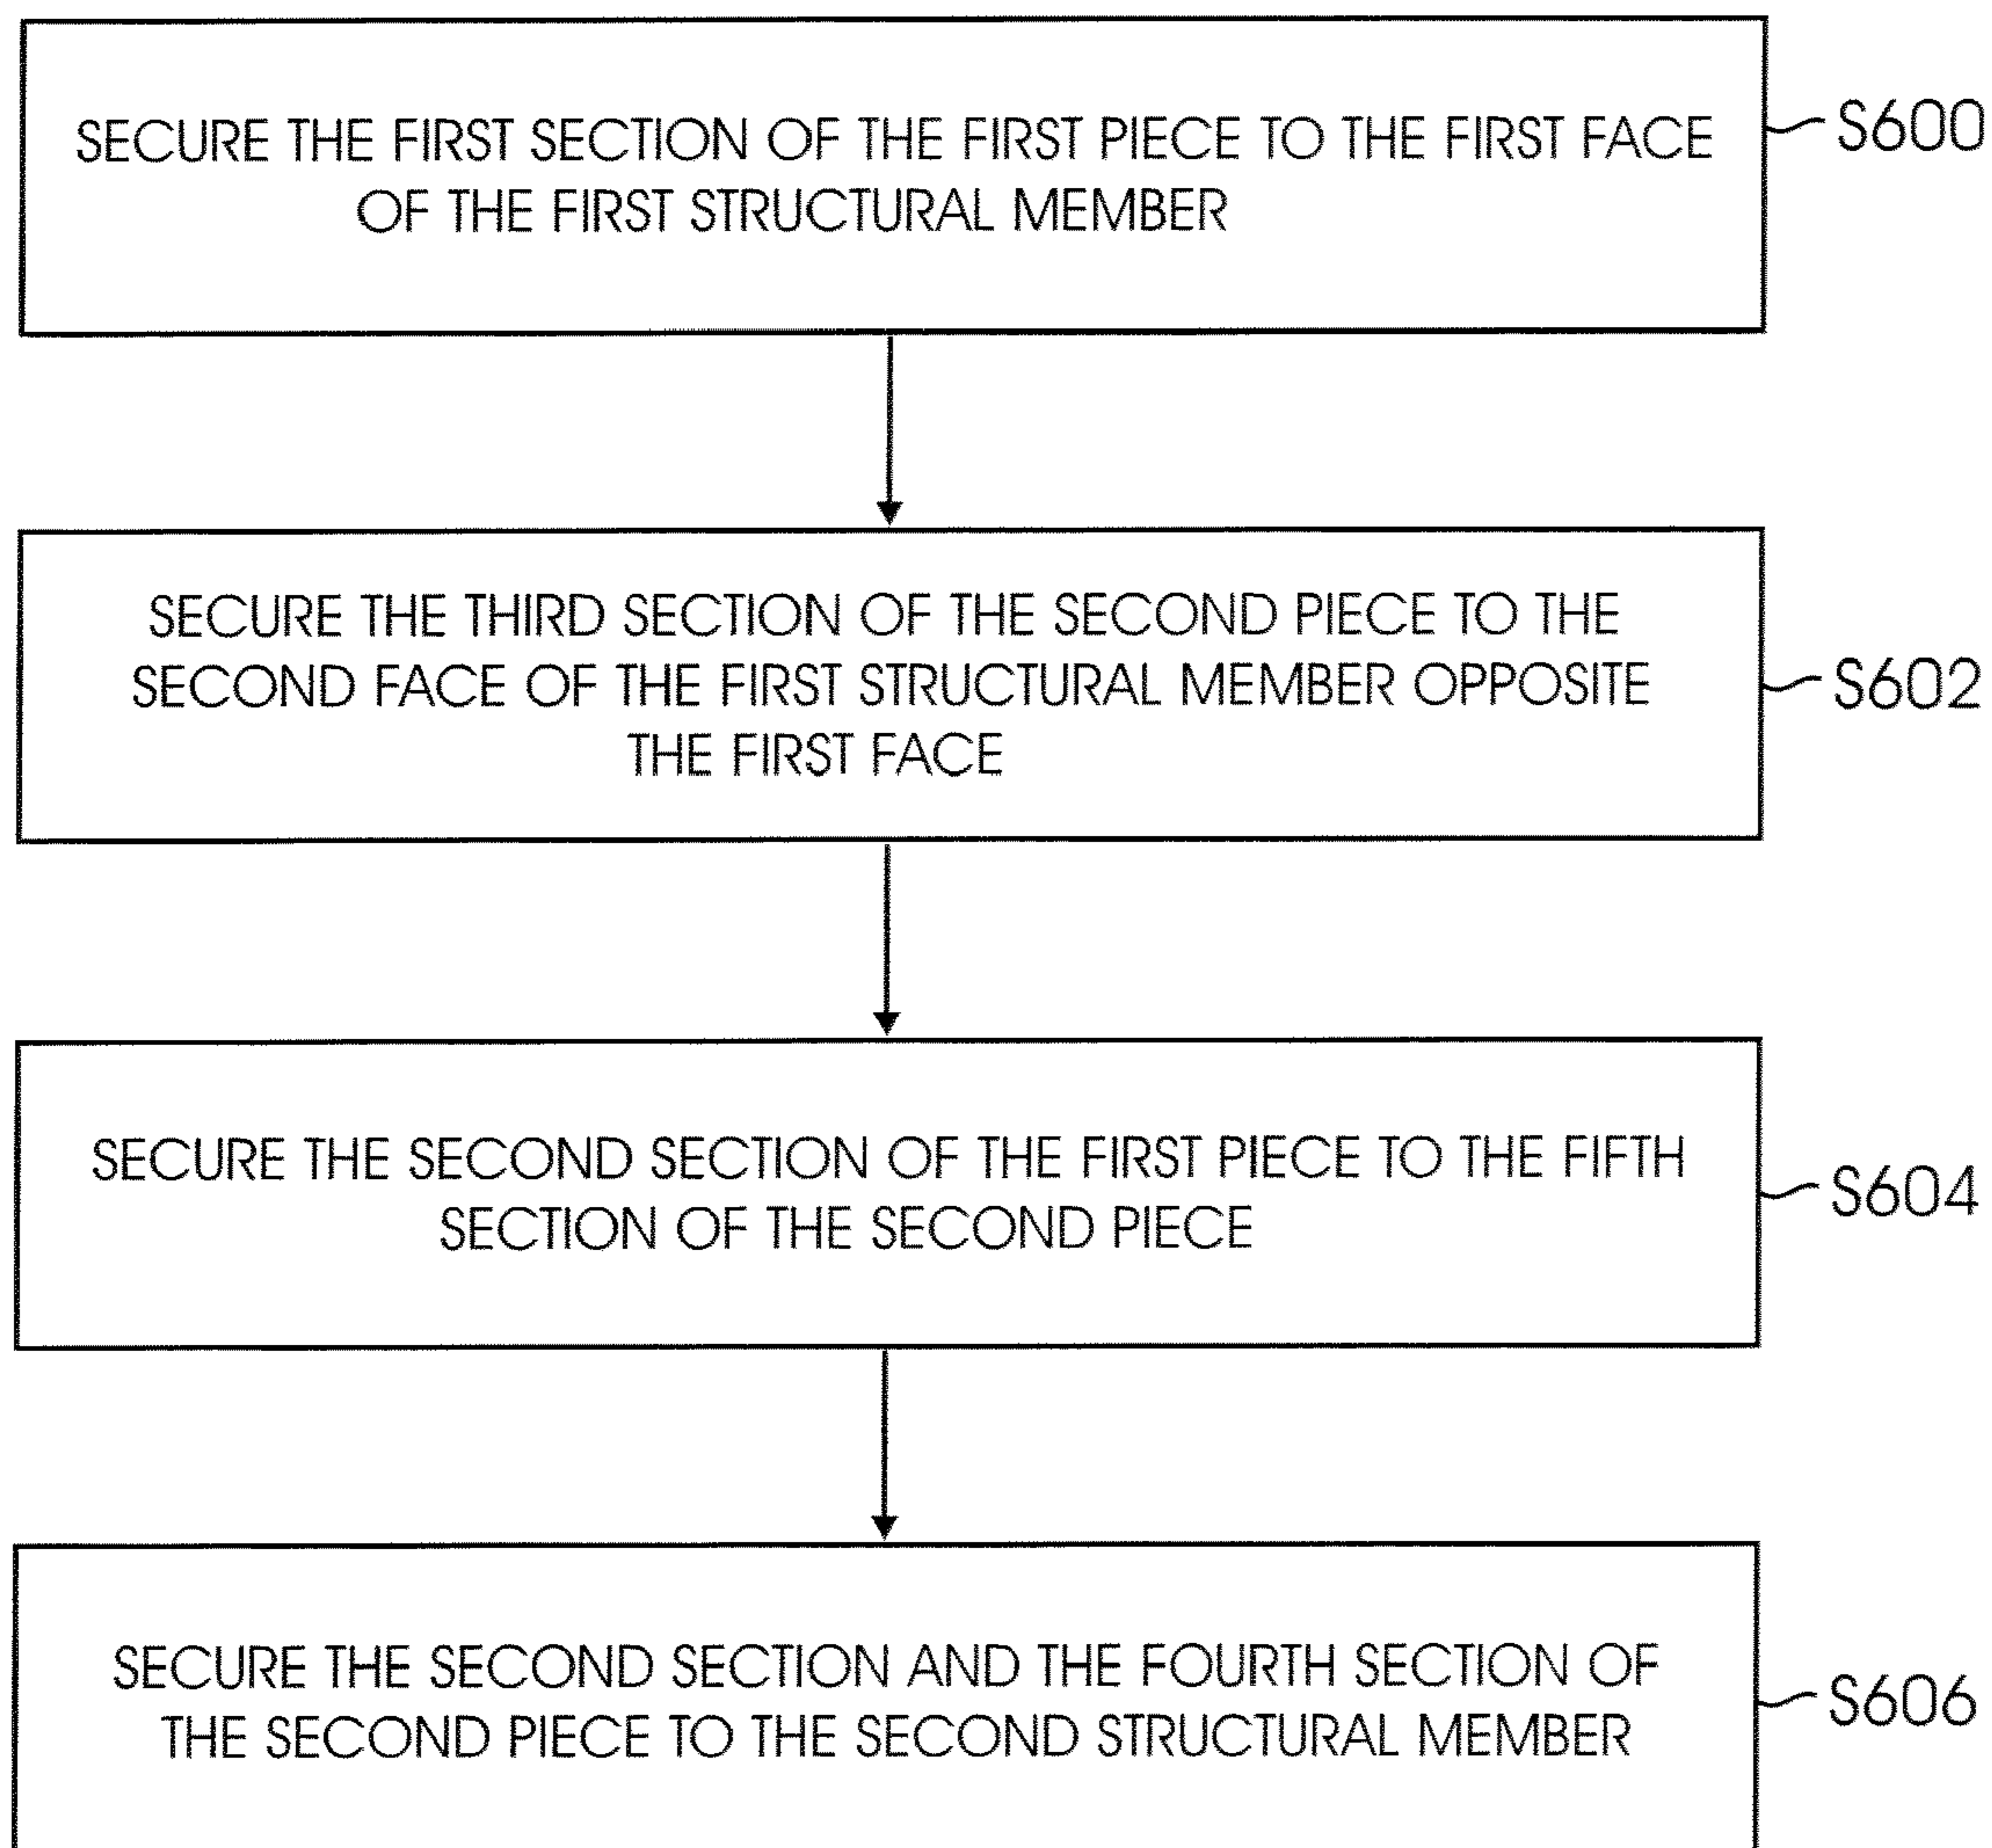 SECURE THE FIRST SECTION OF THE FIRST PIECE TO THE FIRST FACE
OF THE FIRST STRUCTURAL MEMBER
S600
SECURE THE THIRD SECTION OF THE SECOND PIECE TO THE
SECOND FACE OF THE FIRST STRUCTURAL MEMBER OPPOSITE
THE FIRST FACE
S602
SECURE THE SECOND SECTION OF THE FIRST PIECE TO THE FIFTH
SECTION OF THE SECOND PIECE
S604
SECURE THE SECOND SECTION AND THE FOURTH SECTION OF
THE SECOND PIECE TO THE SECOND STRUCTURAL MEMBER
S606